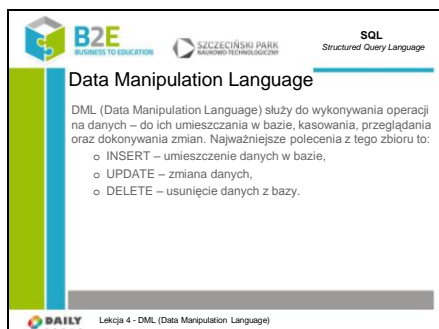 B2E
BUSINESS TO EDUCATION
SZCZECIŃSKI PARK
NAUKOWO-TECHNOLOGICZNY
SQL
Structured Query Language
Data Manipulation Language
DML (Data Manipulation Language) służy do wykonywania operacji
na danych – do ich umieszczania w bazie, kasowania, przeglądania
oraz dokonywania zmian. Najważniejsze polecenia z tego zbioru to:
o INSERT – umieszczenie danych w bazie,
o UPDATE – zmiana danych,
o DELETE – usunięcie danych z bazy.
DAILY
Lekcja 4 - DML (Data Manipulation Language)